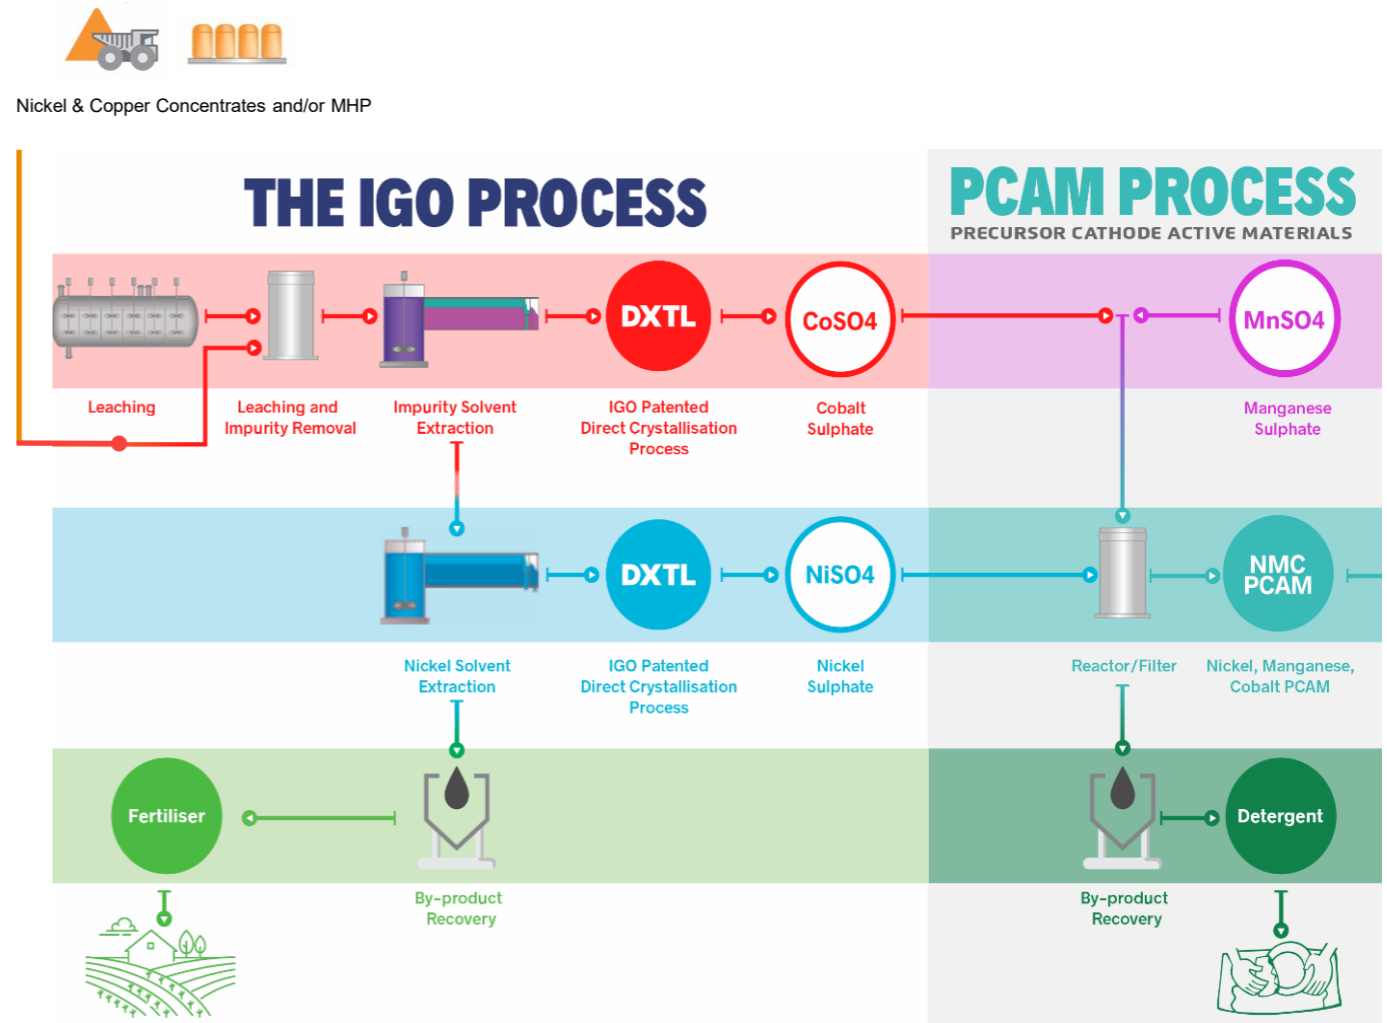 Nickel & Copper Concentrates and/or MHP
THE IGO PROCESS
PCAM PROCESS
PRECURSOR CATHODE ACTIVE MATERIALS
DXTL
CoSO4
MnSO4
Leaching
Leaching and
Impurity Removal
Impurity Solvent
Extraction
IGO Patented
Direct Crystallisation
Process
Cobalt
Sulphate
Manganese
Sulphate
DXTL
NiSO4
NMC
PCAM
Nickel Solvent
Extraction
IGO Patented
Direct Crystallisation
Process
Nickel
Sulphate
Reactor/Filter
Nickel, Manganese,
Cobalt PCAM
Fertiliser
Detergent
By-product
Recovery
By-product
Recovery